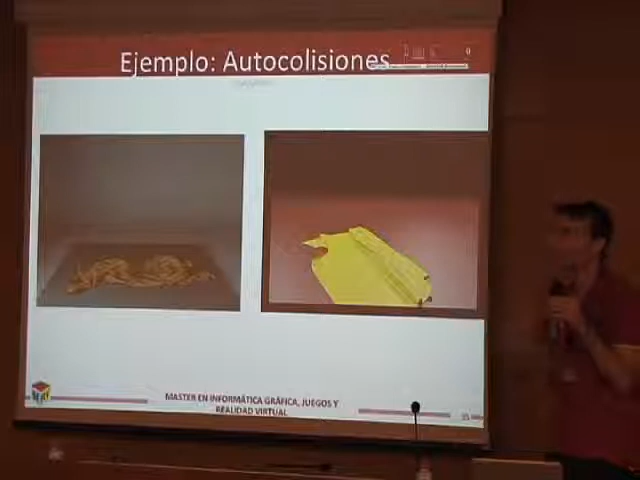 Ejemplo: Autocolisiones
MASTER EN INFORMÁTICA GRÁFICA, JUEGOS Y
REALIDAD VIRTUAL